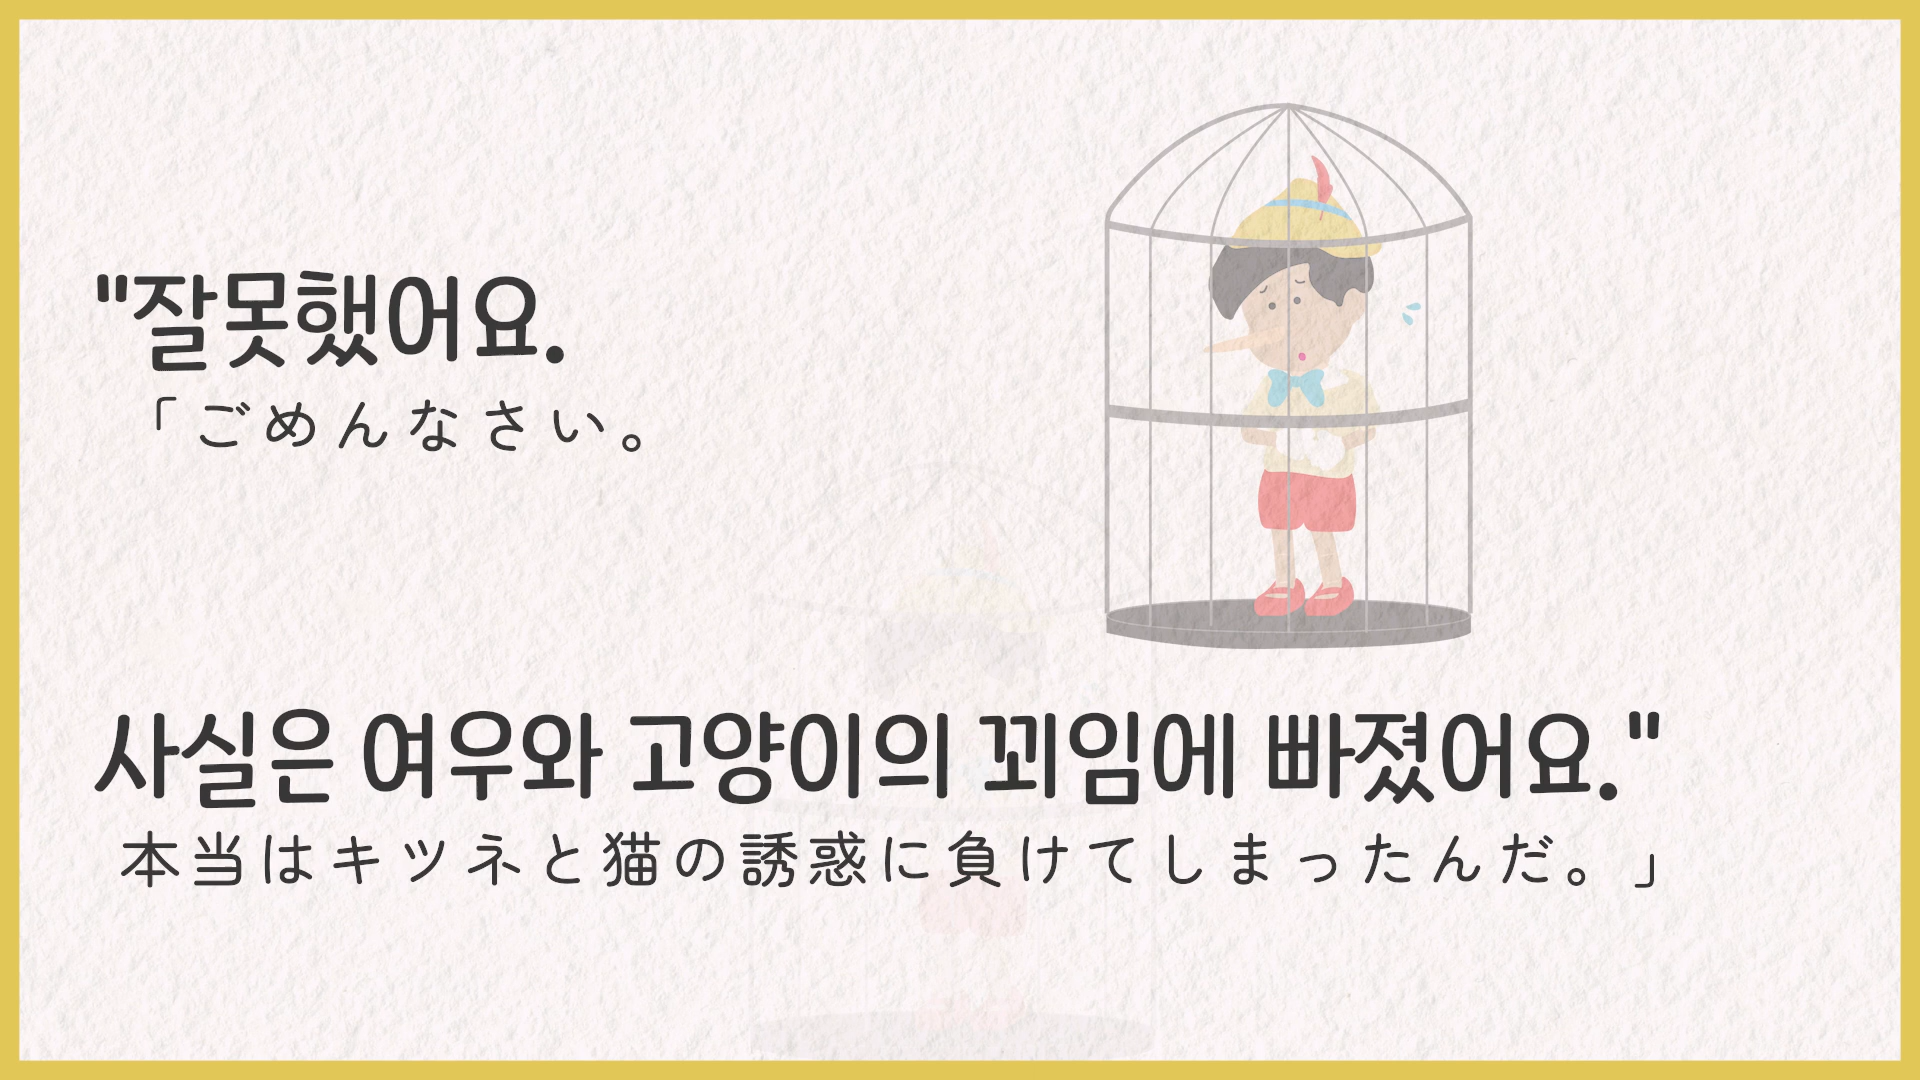 "잘못했어요.
「ごめんなさい。
사실은 여우와 고양이의 꾀임에 빠졌어요."
本当はキツネと猫の誘惑に負けてしまったんだ。」